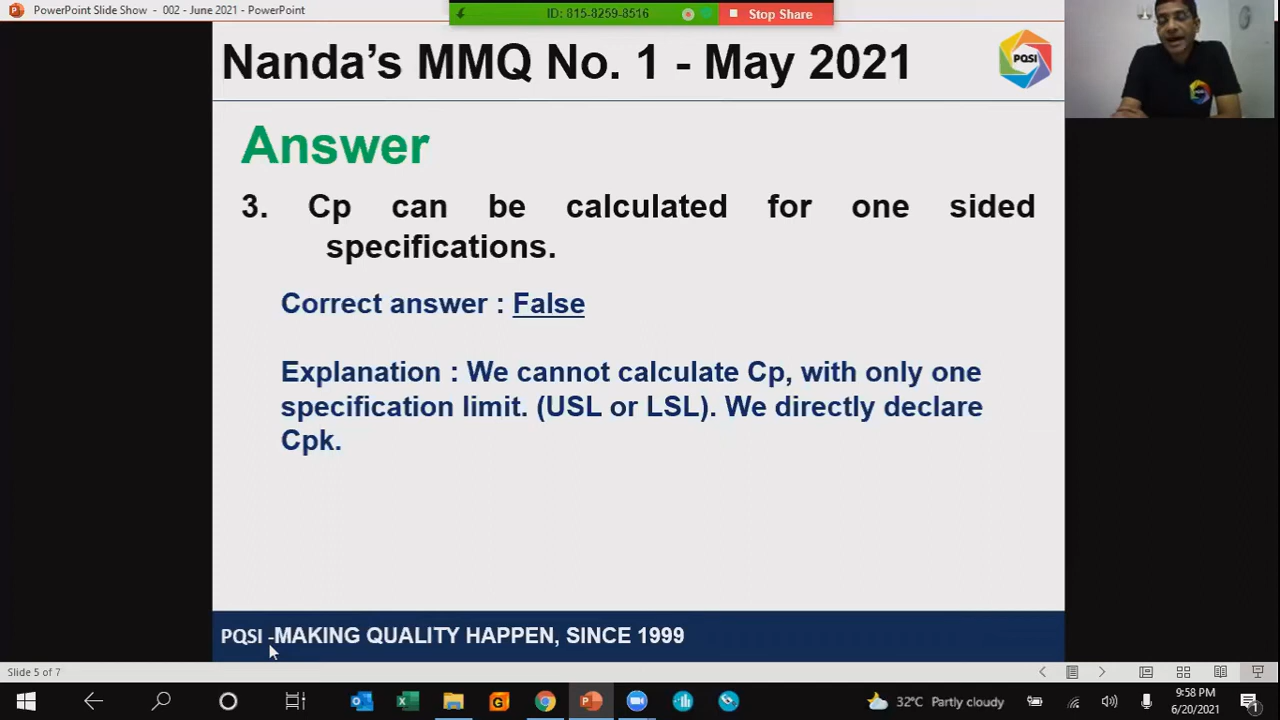 PowerPoint Slide Show - 002 - June 2021 - PowerPoint
ID: 815-8259-8516
Stop Share
Nanda's MMQ No. 1 - May 2021
PQSI
Answer
3. Cp can be calculated for one sided
specifications.
Correct answer : False
Explanation : We cannot calculate Cp, with only one
specification limit. (USL or LSL). We directly declare
Cpk.
PQSI -MAKING QUALITY HAPPEN, SINCE 1999
Slide 5 of 7
32°C Partly cloudy
9:58 PM
6/20/2021
1